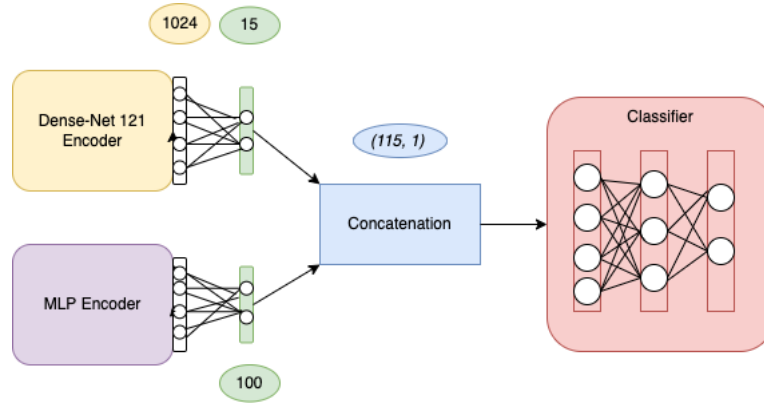 1024
15
Dense-Net 121
Encoder
(115, 1)
Classifier
Concatenation
MLP Encoder
100